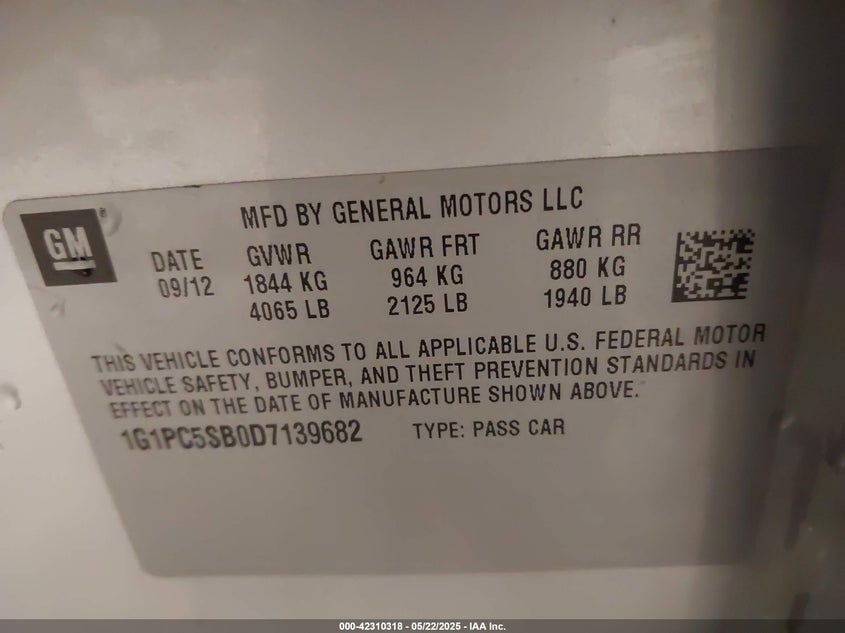 GM
®
MFD BY GENERAL MOTORS LLC
DATE GVWR GAWR FRT GAWR RR
09/12 1844 KG 964 KG 880 KG
4065 LB 2125 LB 1940 LB
THIS VEHICLE CONFORMS TO ALL APPLICABLE U.S. FEDERAL MOTOR
VEHICLE SAFETY, BUMPER, AND THEFT PREVENTION STANDARDS IN
EFFECT ON THE DATE OF MANUFACTURE SHOWN ABOVE.
1G1PC5SB0D7139682 TYPE: PASS CAR
000-42310318 - 05/22/2025 - IAA Inc.